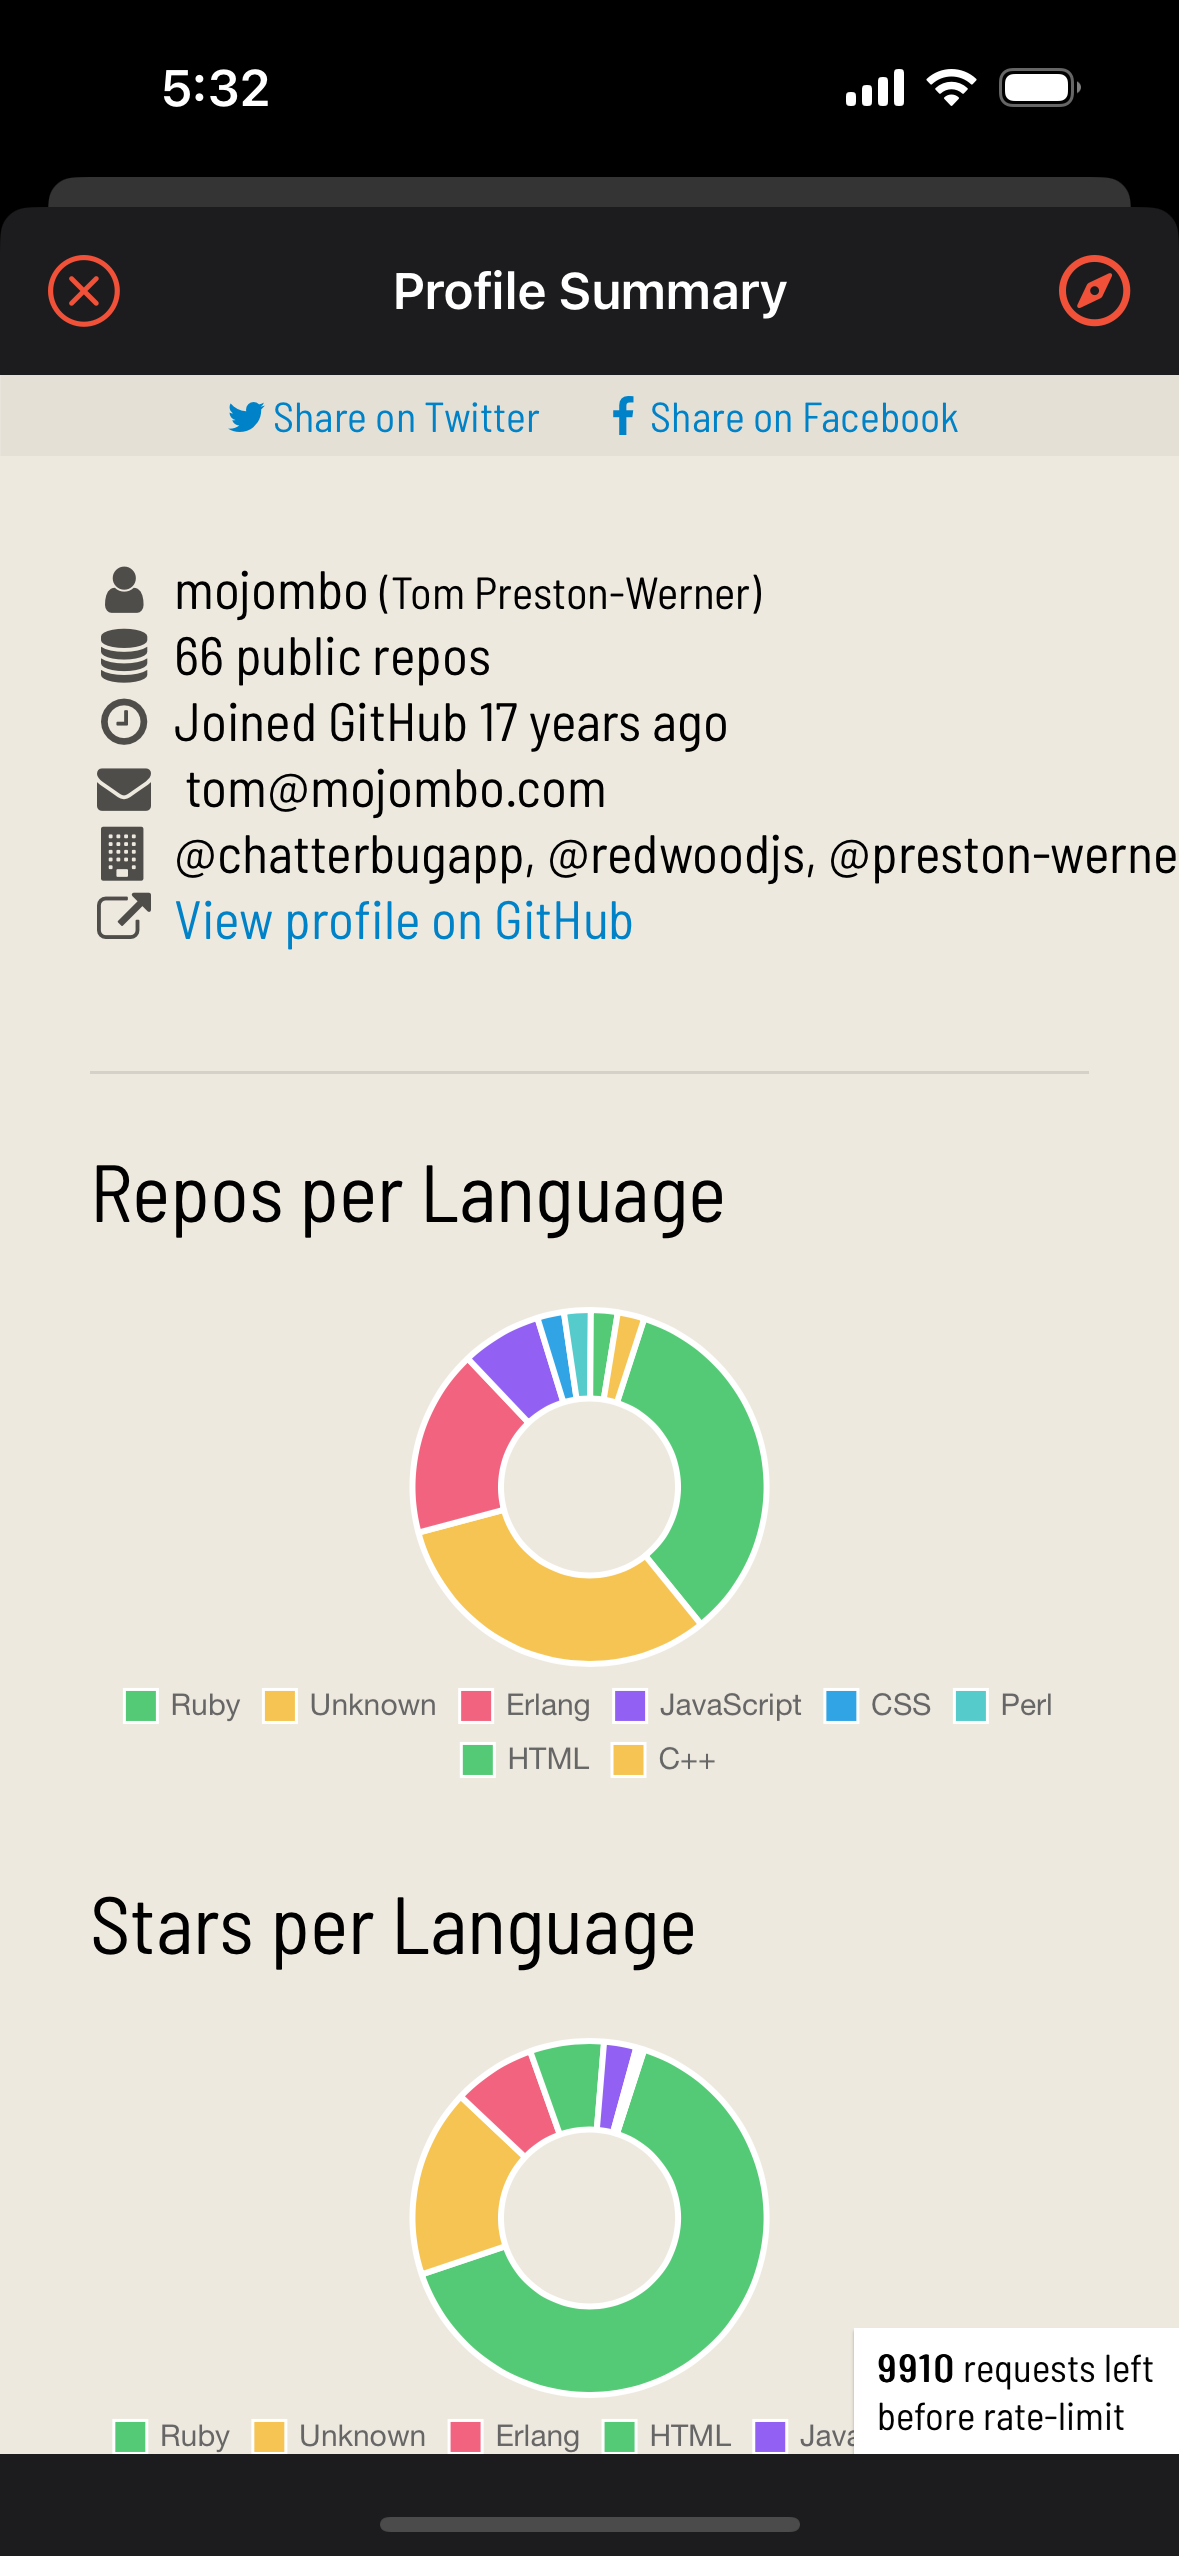 5:32
Profile Summary
Share on Twitter Share on Facebook
mojombo (Tom Preston-Werner)
66 public repos
Joined GitHub 17 years ago
tom@mojombo.com
@chatterbugapp, @redwoodjs, @preston-werne
View profile on GitHub
Repos per Language
Ruby Unknown Erlang JavaScript CSS Perl
HTML C++
Stars per Language
9910 requests left
before rate-limit
Ruby Unknown Erlang HTML Java